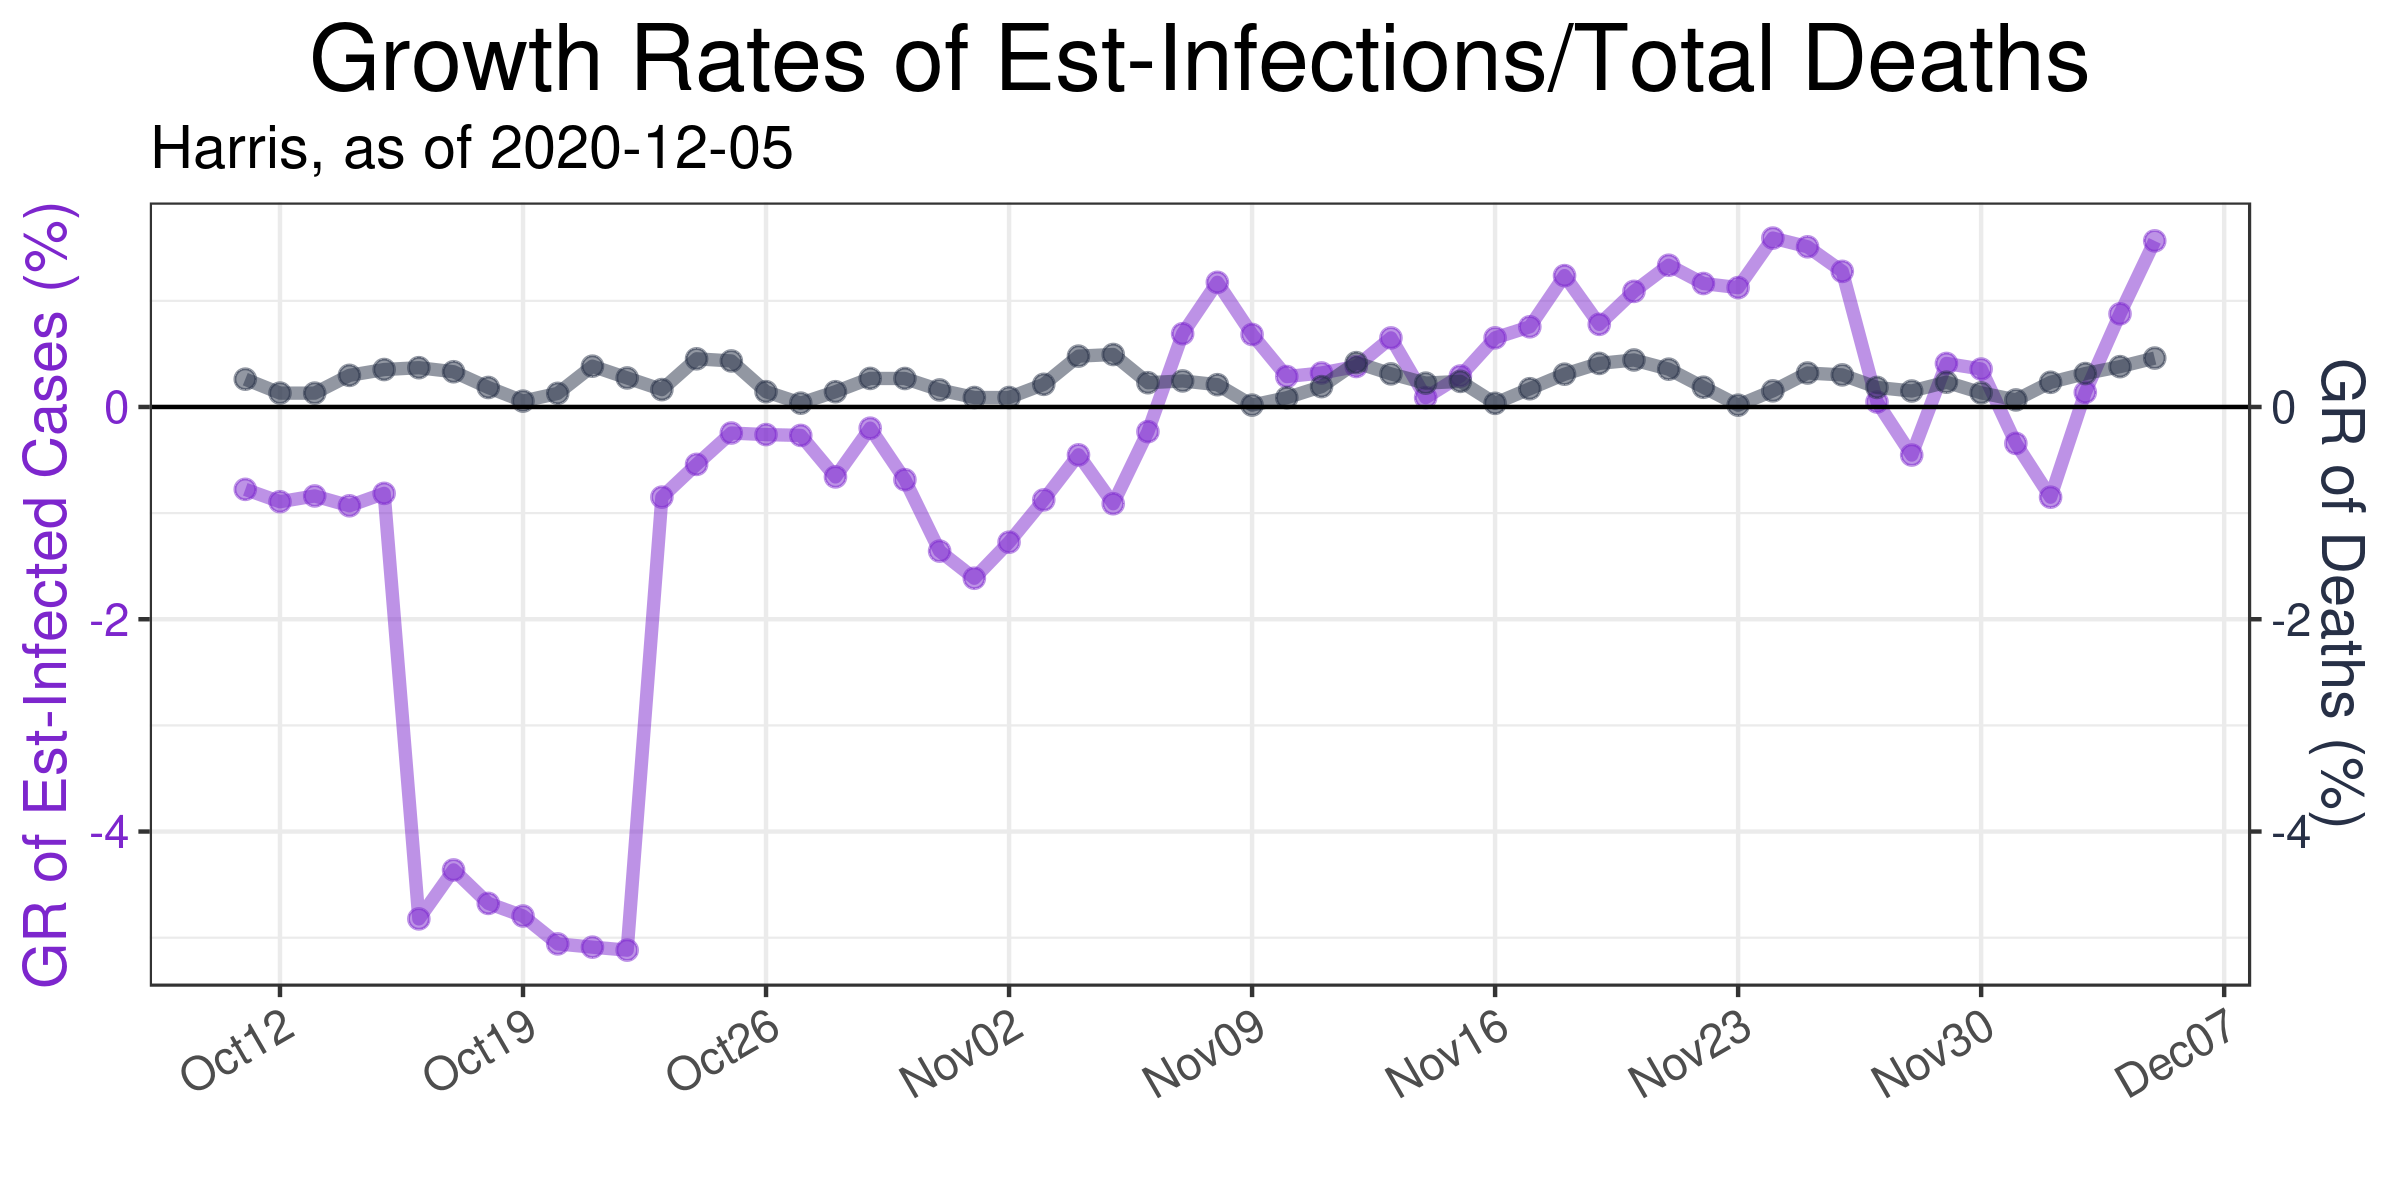 Growth Rates of Est-Infections/Total Deaths
Harris, as of 2020-12-05
GR of Est-Infected Cases (%)
0
-2
-4
0
-2
-4
GR of Deaths (%)
Oct12
Oct19
Oct26
Nov02
Nov09
Nov16
Nov23
Nov30
Dec07